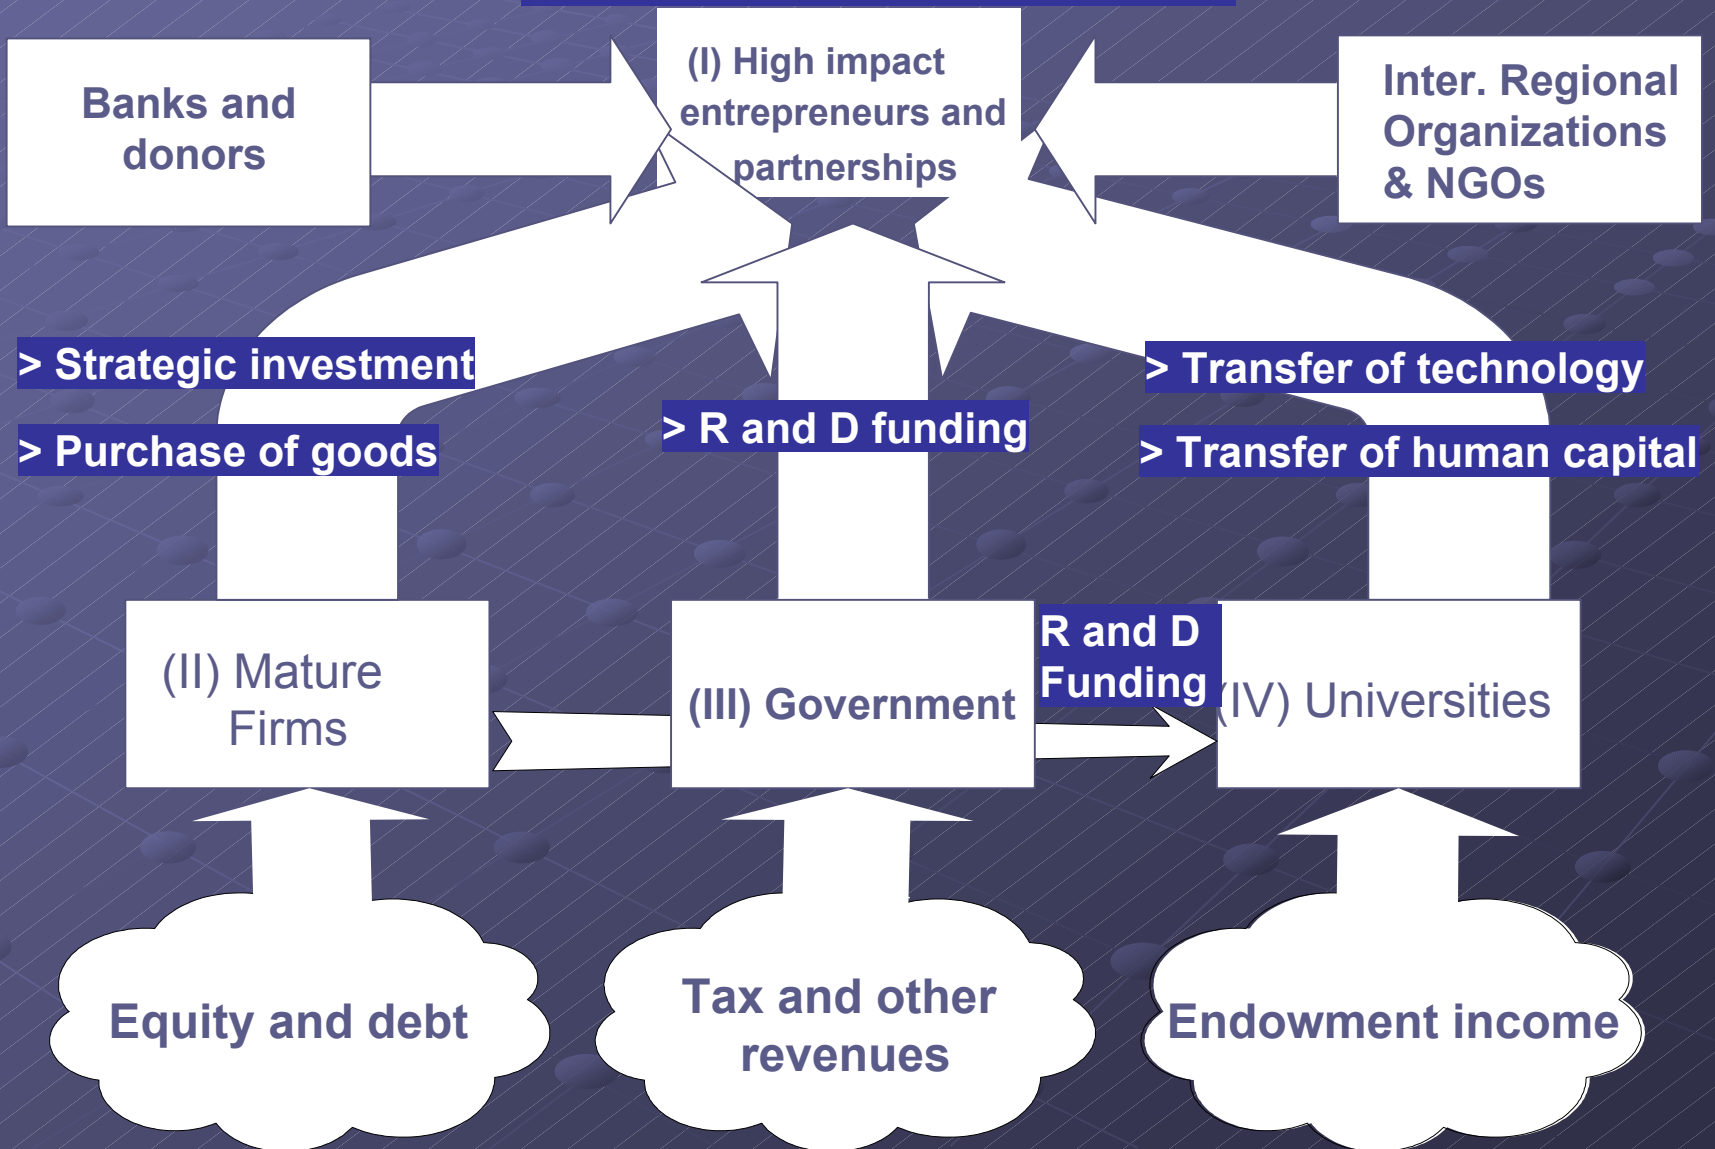 (I) High impact
entrepreneurs and
partnerships
Banks and
donors
Inter. Regional
Organizations
& NGOs
> Strategic investment
> Purchase of goods
> R and D funding
> Transfer of technology
> Transfer of human capital
(II) Mature
Firms
(III) Government
R and D
Funding
(IV) Universities
Equity and debt
Tax and other
revenues
Endowment income